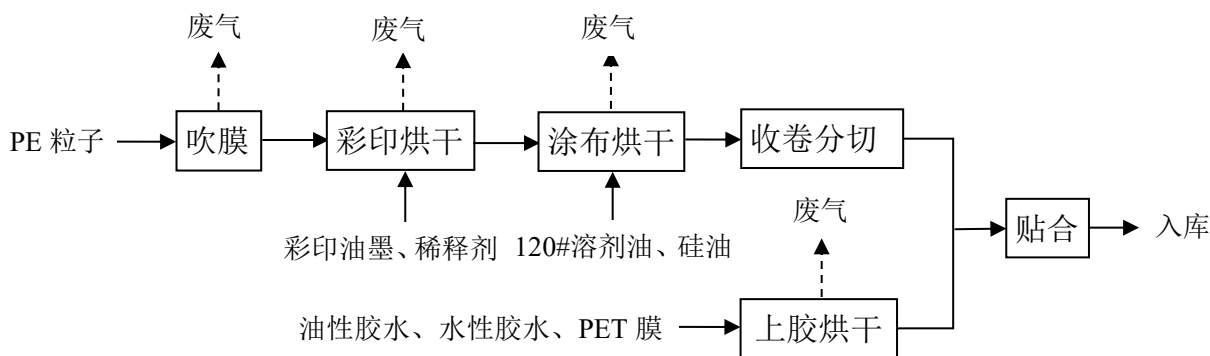 废气 废气 废气
PE 粒子 吹膜 彩印烘干 涂布烘干 收卷分切
废气
彩印油墨、稀释剂 120#溶剂油、硅油 贴合 入库
油性胶水、水性胶水、PET 膜 上胶烘干